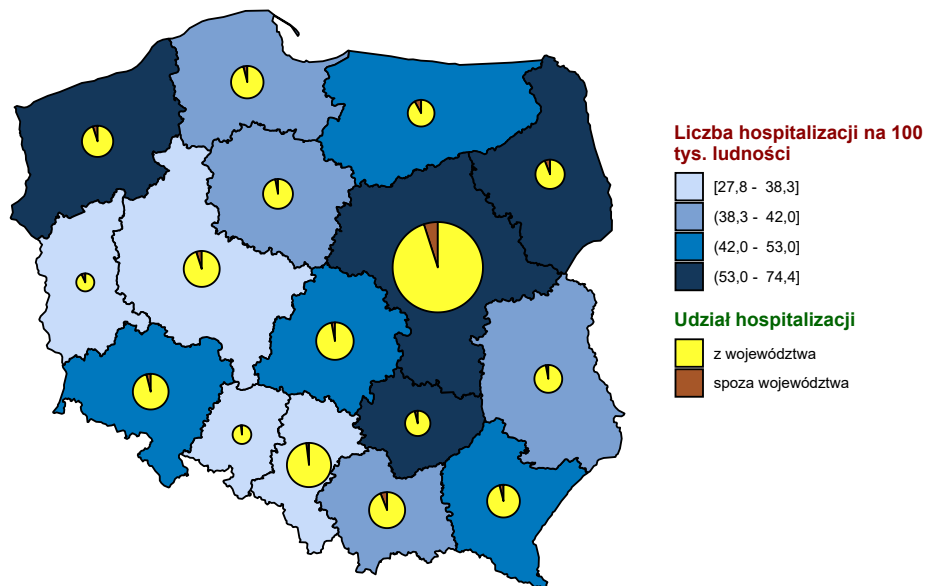 Liczba hospitalizacji na 100
tys. ludności
[27,8 - 38,3]
(38,3 - 42,0]
(42,0 - 53,0]
(53,0 - 74,4]
Udział hospitalizacji
z województwa
spoza województwa